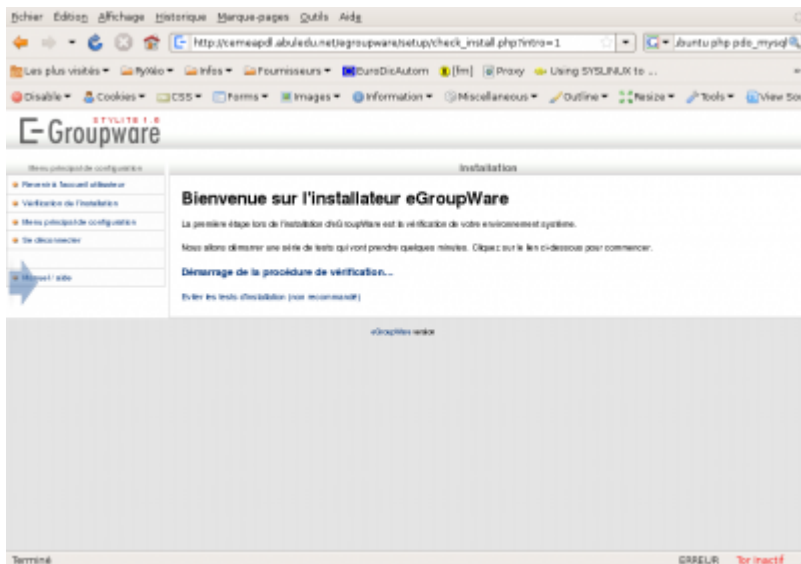 Fichier Édition Affichage Historique Marque-pages Outils Aide
http://cemeapdl.abuledu.net/egroupware/setup/check_install.php?intro=1 ubuntu php pdo_mysql
Les plus visités RyXéo Infos Fournisseurs EuroDicAutom [fm] Proxy Using SYSLINUX to ...
Disable Cookies CSS Forms Images Information Miscellaneous Outline Resize Tools View Sou
STYLITE 1.6
E-Groupware
Menu principal de configuration
Installation
Revenir à l'accueil utilisateur
Vérification de l'installation
Menu principal de configuration
Se déconnecter
Manuel / aide
Bienvenue sur l'installateur eGroupWare
La première étape lors de l'installation d'eGroupWare est la vérification de votre environnement système.
Nous allons démarrer une série de tests qui vont prendre quelques minutes. Cliquez sur le lien ci-dessous pour commencer.
Démarrage de la procédure de vérification...
Eviter les tests d'installation (non recommandé)
eGroupWare version
Terminé ERREUR Tor inactif